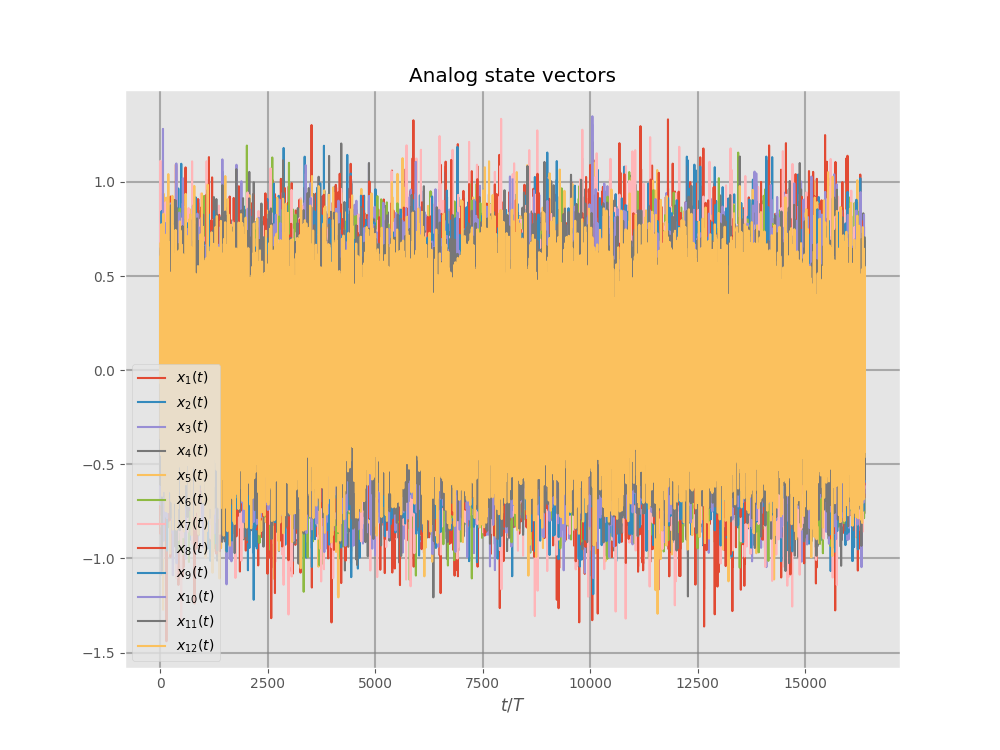 Analog state vectors
1.0
0.5
0.0
−0.5
−1.0
−1.5
x₁(t)
x₂(t)
x₃(t)
x₄(t)
x₅(t)
x₆(t)
x₇(t)
x₈(t)
x₉(t)
x₁₀(t)
x₁₁(t)
x₁₂(t)
0 2500 5000 7500 10000 12500 15000
t/T